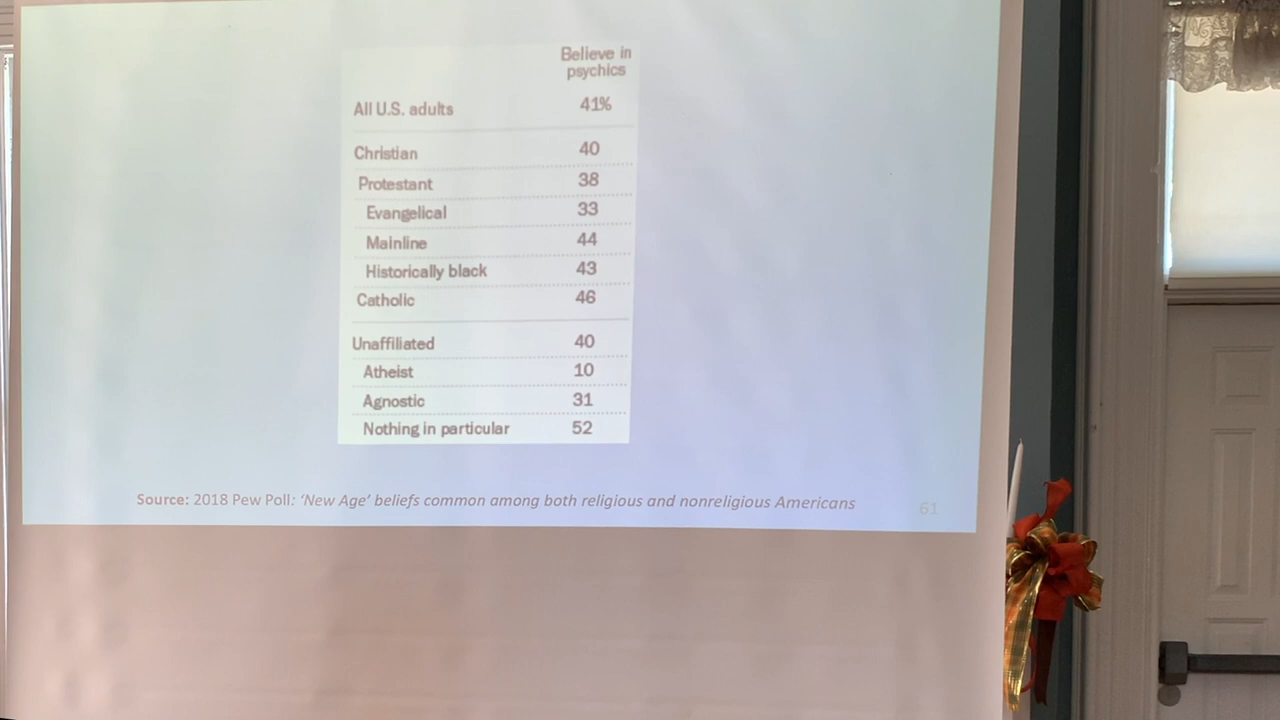 Believe in
psychics
All U.S. adults 41%
Christian 40
Protestant 38
Evangelical 33
Mainline 44
Historically black 43
Catholic 46
Unaffiliated 40
Atheist 10
Agnostic 31
Nothing in particular 52
Source: 2018 Pew Poll: ‘New Age’ beliefs common among both religious and nonreligious Americans
61